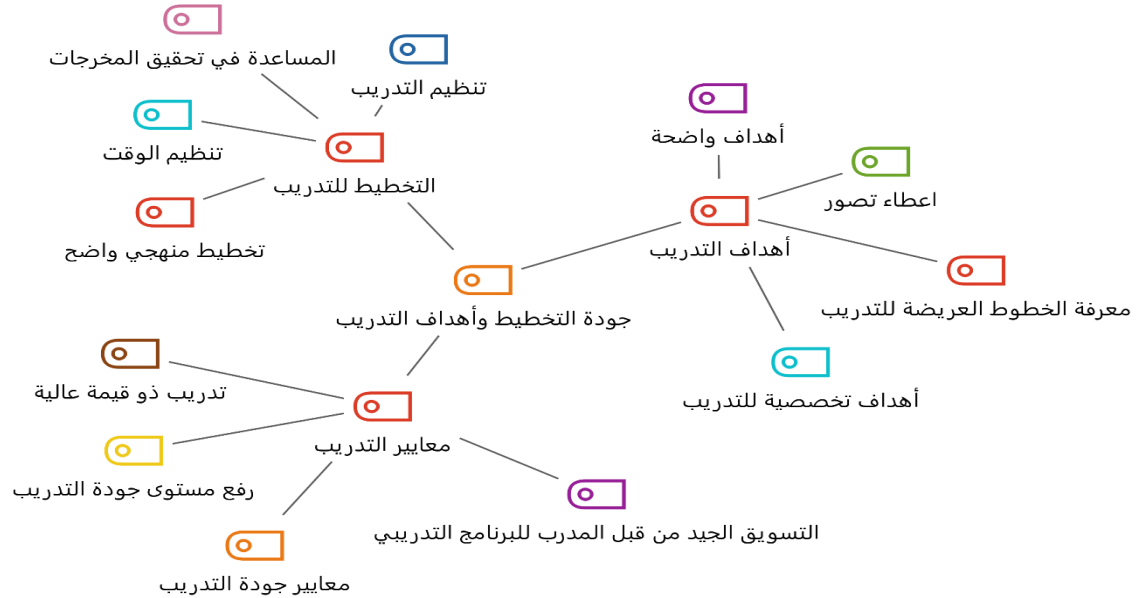 المساعدة في تحقيق المخرجات
تنظيم التدريب
تنظيم الوقت
التخطيط للتدريب
تخطيط منهجي واضح
أهداف واضحة
اعطاء تصور
أهداف التدريب
معرفة الخطوط العريضة للتدريب
أهداف تخصصية للتدريب
جودة التخطيط وأهداف التدريب
تدريب ذو قيمة عالية
معايير التدريب
رفع مستوى جودة التدريب
التسويق الجيد من قبل المدرب للبرنامج التدريبي
معايير جودة التدريب